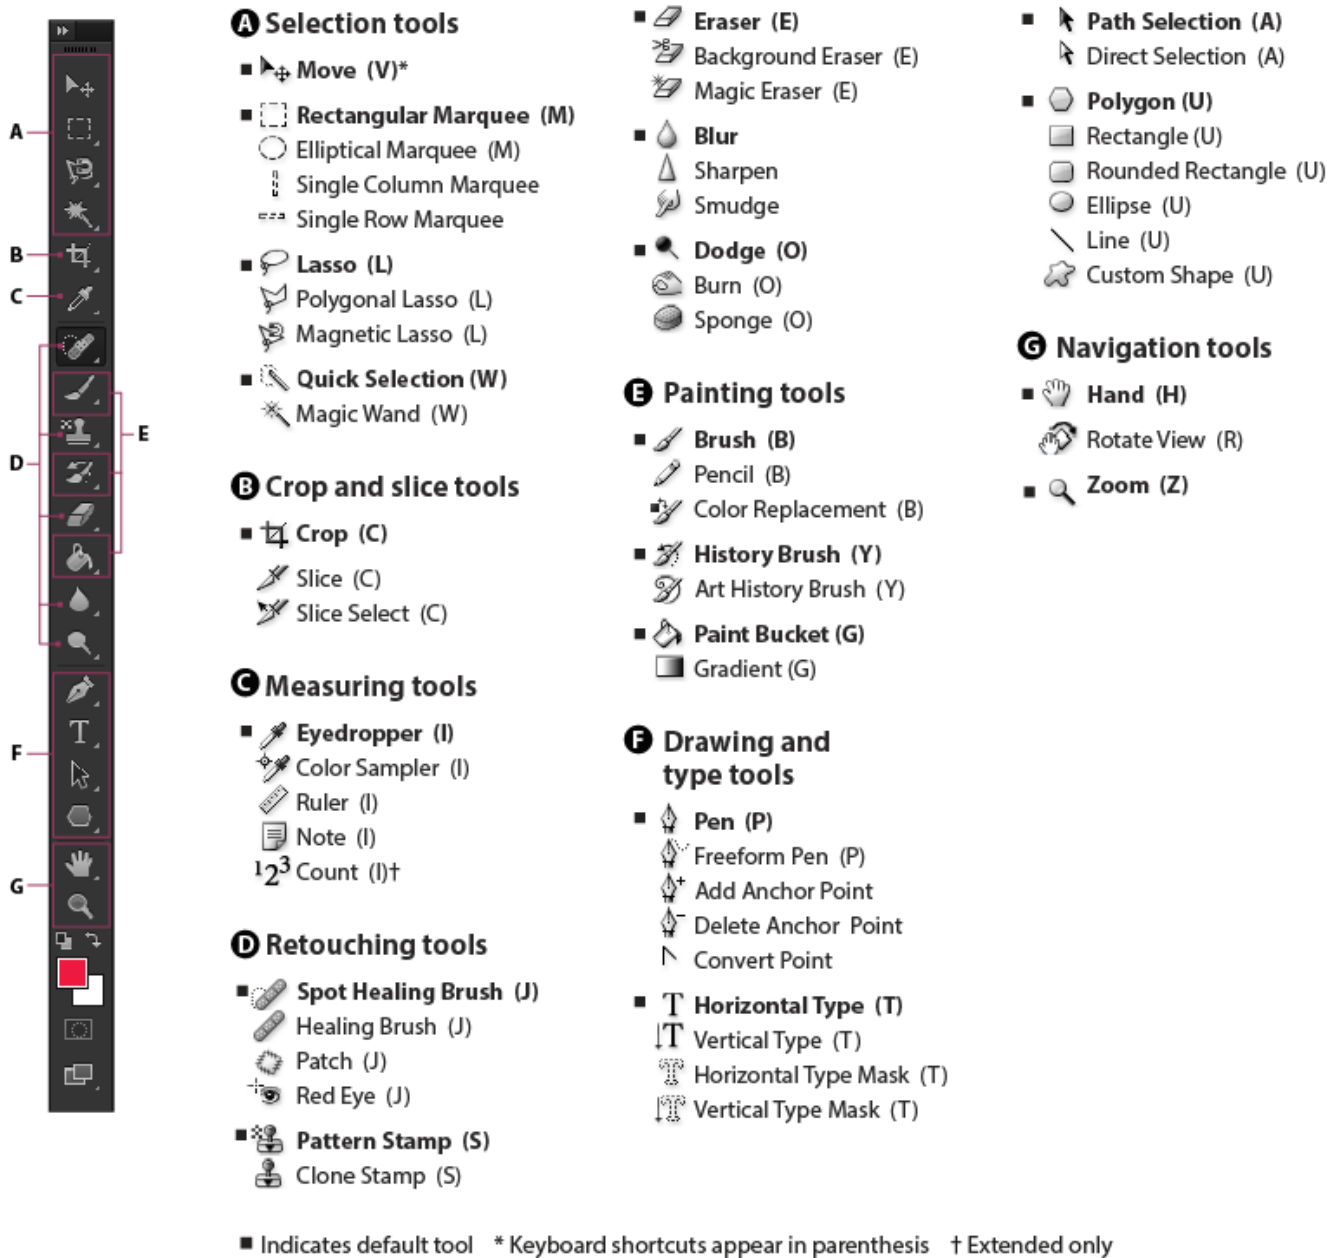 A
B
C
D
E
F
G
A Selection tools
■ Move (V)*
■ Rectangular Marquee (M)
Elliptical Marquee (M)
Single Column Marquee
Single Row Marquee
■ Lasso (L)
Polygonal Lasso (L)
Magnetic Lasso (L)
■ Quick Selection (W)
Magic Wand (W)
B Crop and slice tools
■ Crop (C)
Slice (C)
Slice Select (C)
C Measuring tools
■ Eyedropper (I)
Color Sampler (I)
Ruler (I)
Note (I)
123 Count (I)†
D Retouching tools
■ Spot Healing Brush (J)
Healing Brush (J)
Patch (J)
Red Eye (J)
■ Pattern Stamp (S)
Clone Stamp (S)
■ Eraser (E)
Background Eraser (E)
Magic Eraser (E)
■ Blur
Sharpen
Smudge
■ Dodge (O)
Burn (O)
Sponge (O)
E Painting tools
■ Brush (B)
Pencil (B)
Color Replacement (B)
■ History Brush (Y)
Art History Brush (Y)
■ Paint Bucket (G)
Gradient (G)
F Drawing and
type tools
■ Pen (P)
Freeform Pen (P)
Add Anchor Point
Delete Anchor Point
Convert Point
■ T Horizontal Type (T)
T Vertical Type (T)
T Horizontal Type Mask (T)
T Vertical Type Mask (T)
■ Path Selection (A)
Direct Selection (A)
■ Polygon (U)
Rectangle (U)
Rounded Rectangle (U)
Ellipse (U)
Line (U)
Custom Shape (U)
G Navigation tools
■ Hand (H)
Rotate View (R)
■ Zoom (Z)
■ Indicates default tool * Keyboard shortcuts appear in parenthesis † Extended only